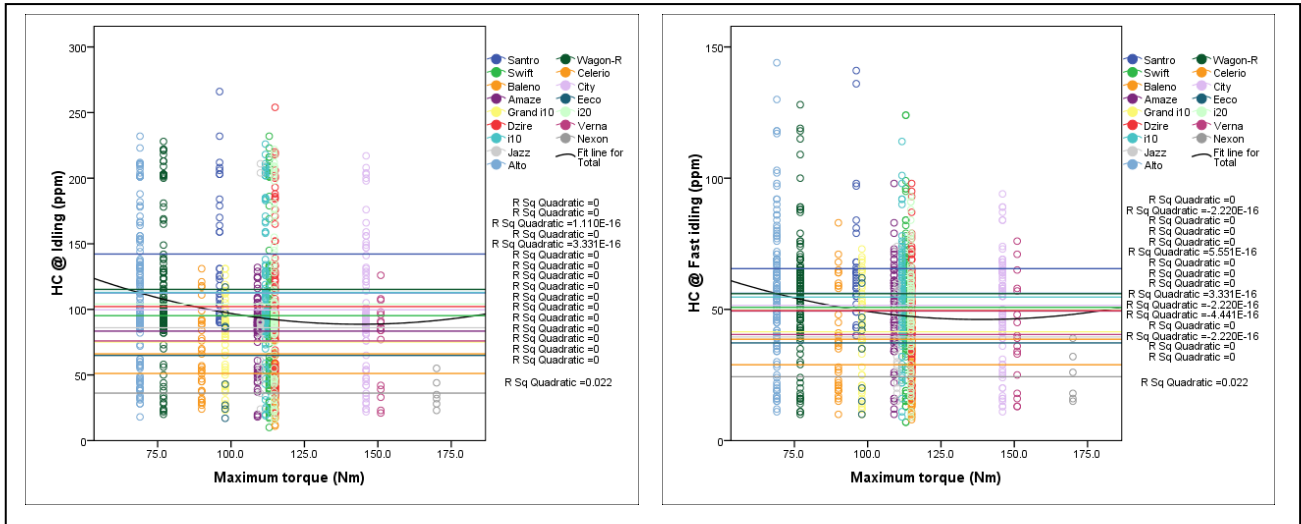 HC @ Idling (ppm)
300
250
200
150
100
50
0
75.0 100.0 125.0 150.0 175.0
Maximum torque (Nm)
Santro Wagon-R
Swift Celerio
Baleno City
Amaze Eeco
Grand i10 i20
Dzire Verna
i10 Nexon
Jazz Fit line for
Alto Total
R Sq Quadratic =0
R Sq Quadratic =0
R Sq Quadratic =1.110E-16
R Sq Quadratic =0
R Sq Quadratic =3.331E-16
R Sq Quadratic =0
R Sq Quadratic =0
R Sq Quadratic =0
R Sq Quadratic =0
R Sq Quadratic =0
R Sq Quadratic =0
R Sq Quadratic =0
R Sq Quadratic =0
R Sq Quadratic =0
R Sq Quadratic =0
R Sq Quadratic =0
R Sq Quadratic =0.022
HC @ Fast idling (ppm)
150
100
50
0
75.0 100.0 125.0 150.0 175.0
Maximum torque (Nm)
Santro Wagon-R
Swift Celerio
Baleno City
Amaze Eeco
Grand i10 i20
Dzire Verna
i10 Nexon
Jazz Fit line for
Alto Total
R Sq Quadratic =0
R Sq Quadratic =-2.220E-16
R Sq Quadratic =0
R Sq Quadratic =0
R Sq Quadratic =0
R Sq Quadratic =5.551E-16
R Sq Quadratic =0
R Sq Quadratic =0
R Sq Quadratic =0
R Sq Quadratic =3.331E-16
R Sq Quadratic =-2.220E-16
R Sq Quadratic =-4.441E-16
R Sq Quadratic =0
R Sq Quadratic =-2.220E-16
R Sq Quadratic =0
R Sq Quadratic =0
R Sq Quadratic =0.022